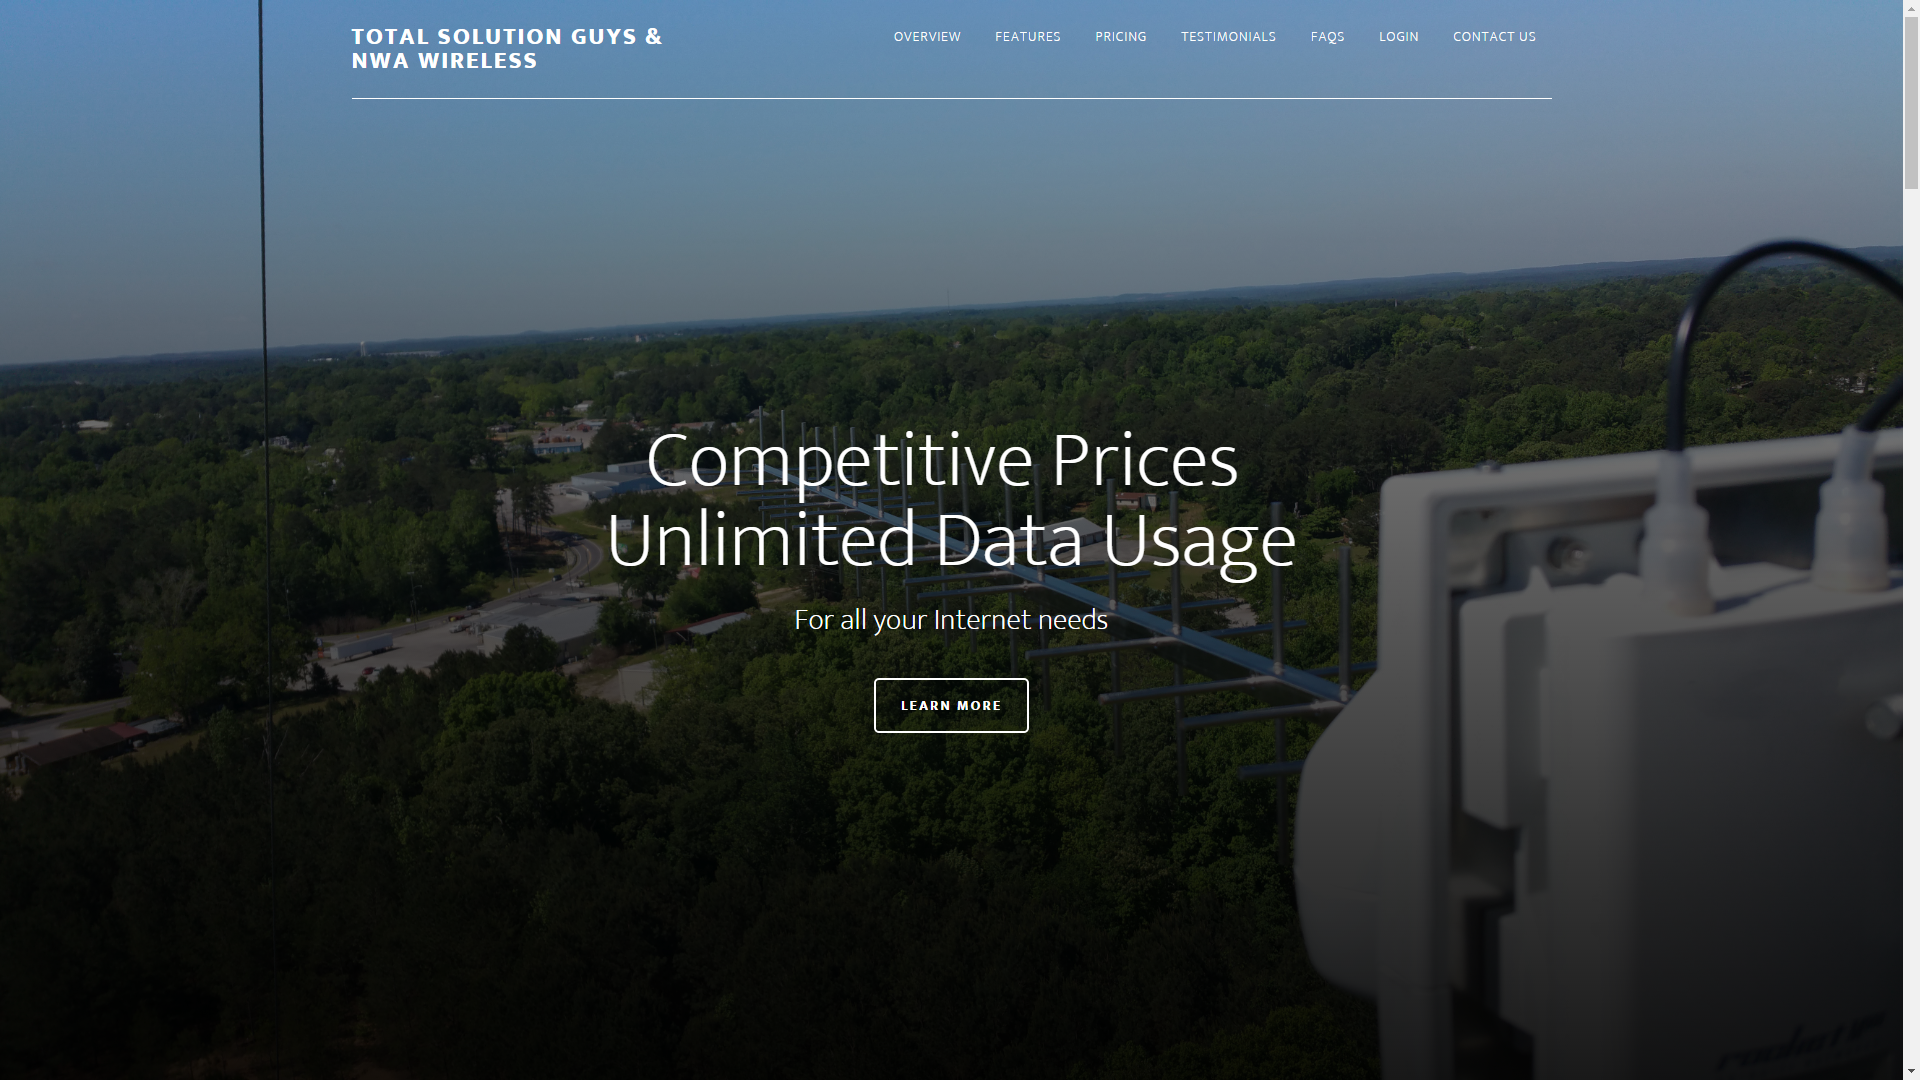 TOTAL SOLUTION GUYS &
NWA WIRELESS
OVERVIEW FEATURES PRICING TESTIMONIALS FAQS LOGIN CONTACT US
Competitive Prices
Unlimited Data Usage
For all your Internet needs
LEARN MORE